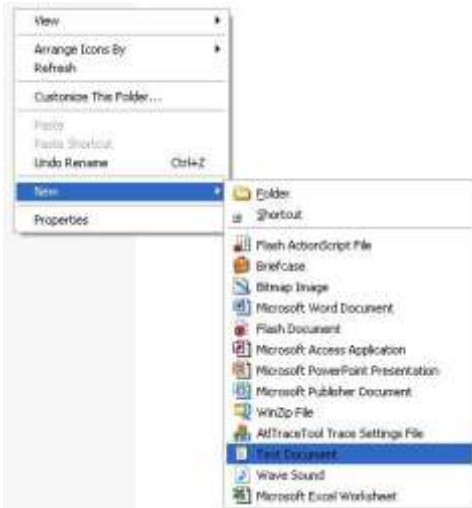 View
Arrange Icons By
Refresh
Customize This Folder...
Paste
Paste Shortcut
Undo Rename Ctrl+Z
New
Properties
Folder
Shortcut
Flash ActionScript File
Briefcase
Bitmap Image
Microsoft Word Document
Flash Document
Microsoft Access Application
Microsoft PowerPoint Presentation
Microsoft Publisher Document
WinZip File
AtlTraceTool Trace Settings File
Text Document
Wave Sound
Microsoft Excel Worksheet